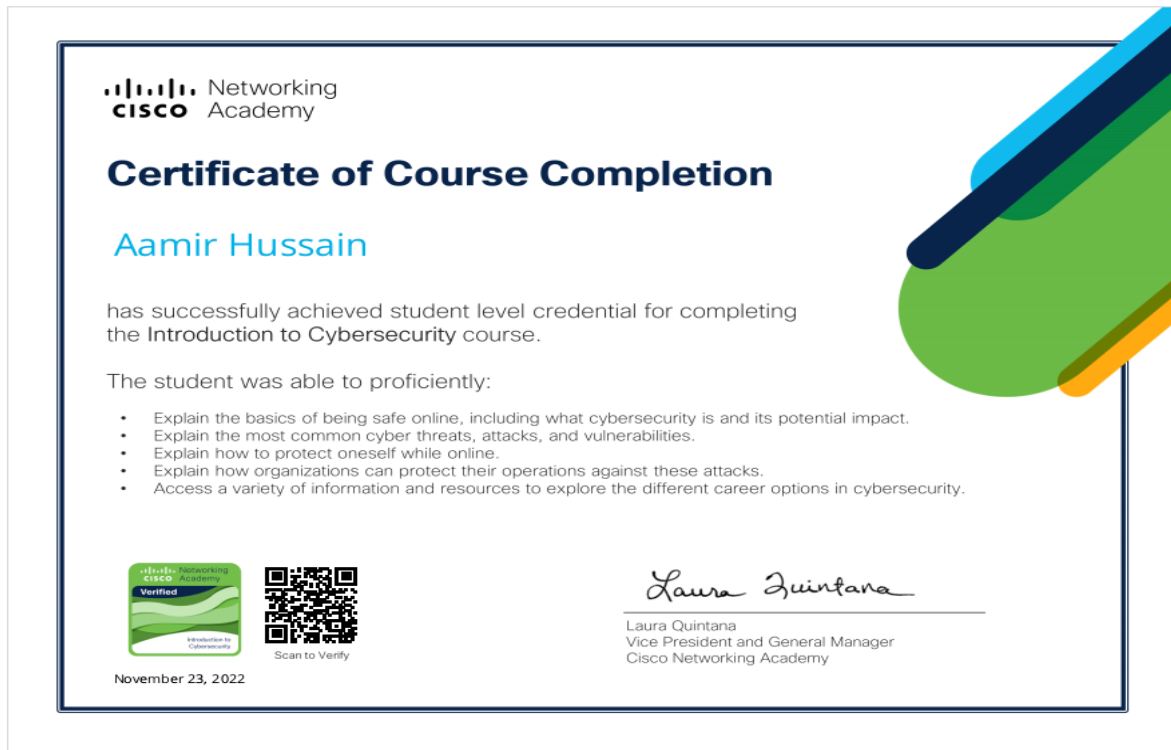 CISCO Networking Academy
Certificate of Course Completion
Aamir Hussain
has successfully achieved student level credential for completing
the Introduction to Cybersecurity course.
The student was able to proficiently:
• Explain the basics of being safe online, including what cybersecurity is and its potential impact.
• Explain the most common cyber threats, attacks, and vulnerabilities.
• Explain how to protect oneself while online.
• Explain how organizations can protect their operations against these attacks.
• Access a variety of information and resources to explore the different career options in cybersecurity.
CISCO Networking Academy
Verified
Introduction to
Cybersecurity
Scan to Verify
November 23, 2022
Laura Quintana
Laura Quintana
Vice President and General Manager
Cisco Networking Academy